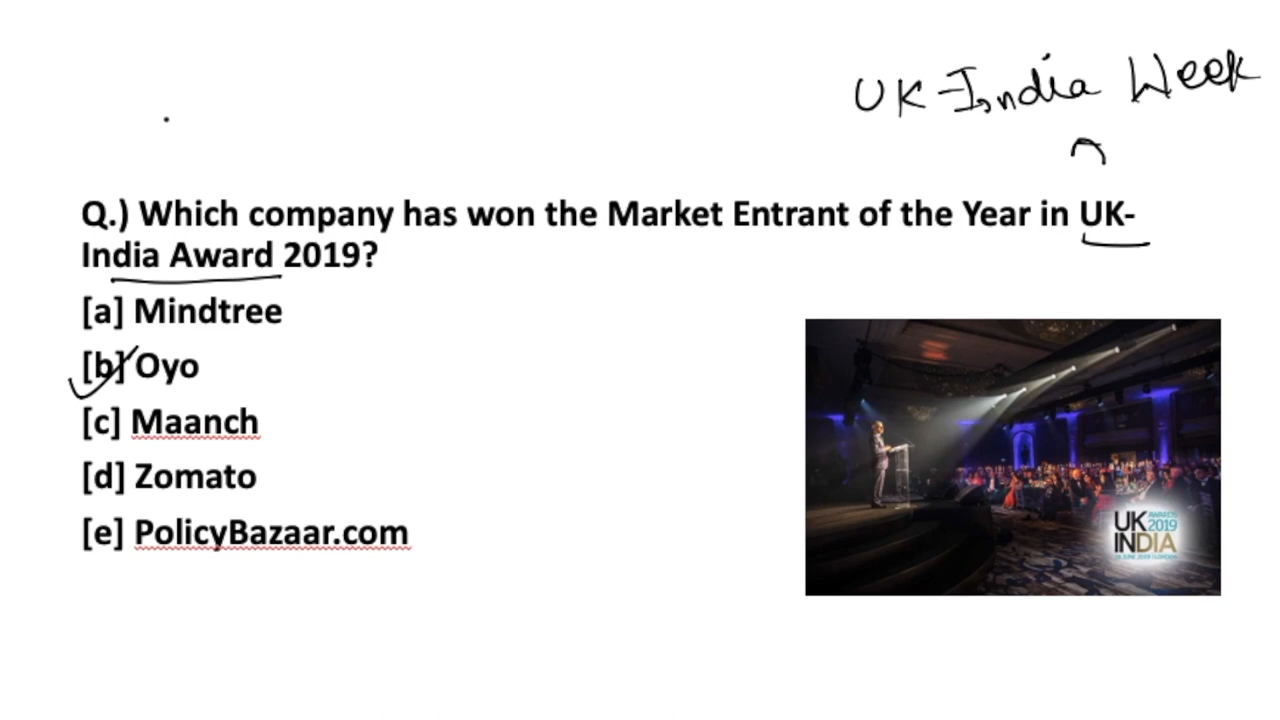 UK-India Week
Q.) Which company has won the Market Entrant of the Year in UK-
India Award 2019?
[a] Mindtree
[b] Oyo
[c] Maanch
[d] Zomato
[e] PolicyBazaar.com
UK AWARDS
2019
INDIA